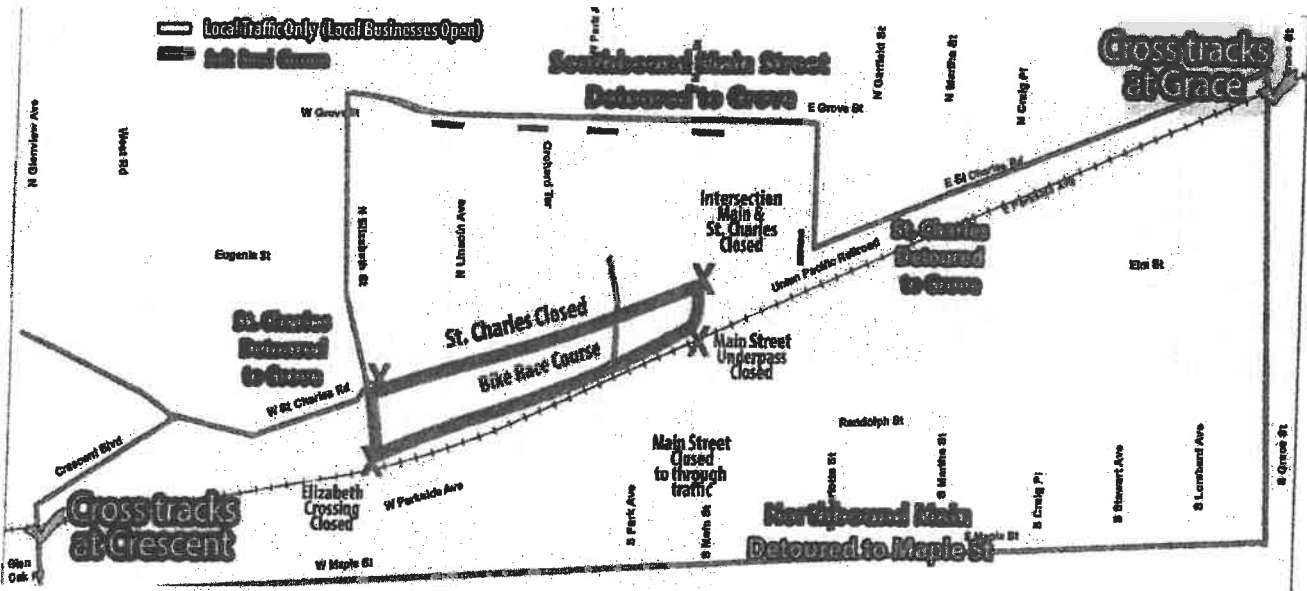 Local Traffic Only (Local Businesses Open)
N Glenview Ave
West Rd
W Grove St
W Park
Southbound Main Street
Detoured to Grove
E Grove St
N Garfield St
N Martha St
N Craig Pl
Cross tracks
at Grace
N Elizabeth St
N Lincoln Ave
Orchard Ter
Eugenia St
Intersection
Main &
St. Charles
Closed
E St Charles Rd
Union Pacific Railroad
St. Charles
Detoured
to Grove
Elm St
St. Charles
Detoured
to Grove
St. Charles Closed
Bike Race Course
X
X
X
X
Main Street
Underpass
Closed
W St Charles Rd
Crescent Blvd
Cross tracks
at Crescent
Elizabeth
Crossing
Closed
W Parkside Ave
Main Street
Closed
to through
traffic
Randolph St
S Park Ave
S Main St
S Martha St
S Craig Pl
S Stewart Ave
S Lombard Ave
S Grace St
Northbound Main
Detoured to Maple St
E Maple St
W Maple St
Glen
Oak